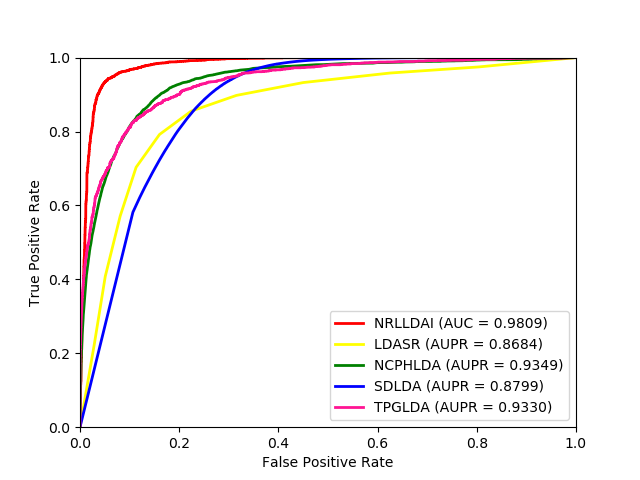 1.0
0.8
0.6
0.4
0.2
0.0
True Positive Rate
0.0 0.2 0.4 0.6 0.8 1.0
False Positive Rate
NRLLDAI (AUC = 0.9809)
LDASR (AUPR = 0.8684)
NCPHLDA (AUPR = 0.9349)
SDLDA (AUPR = 0.8799)
TPGLDA (AUPR = 0.9330)